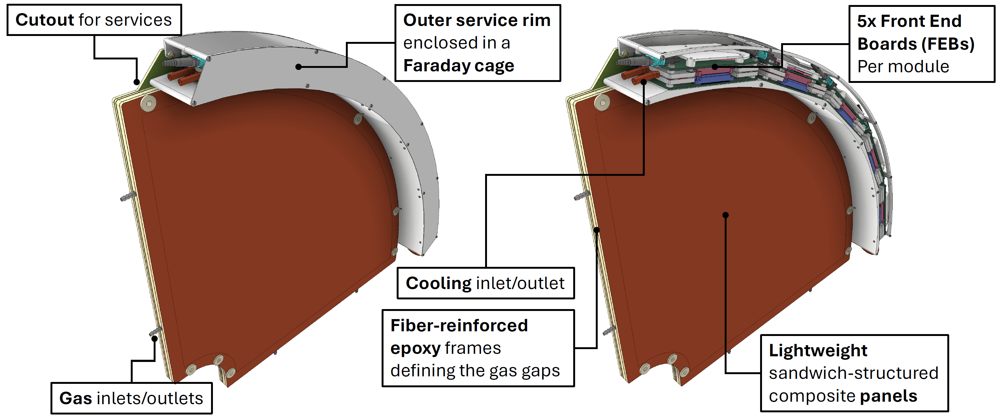 Cutout for services
Outer service rim
enclosed in a
Faraday cage
5x Front End
Boards (FEBs)
Per module
Cooling inlet/outlet
Fiber-reinforced
epoxy frames
defining the gas gaps
Lightweight
sandwich-structured
composite panels
Gas inlets/outlets